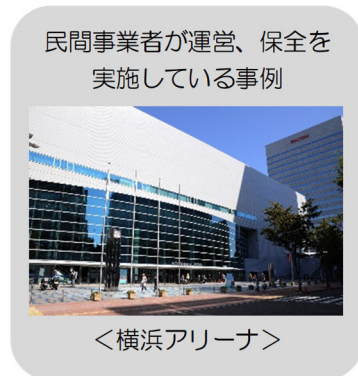 民間事業者が運営、保全を
実施している事例
＜横浜アリーナ＞